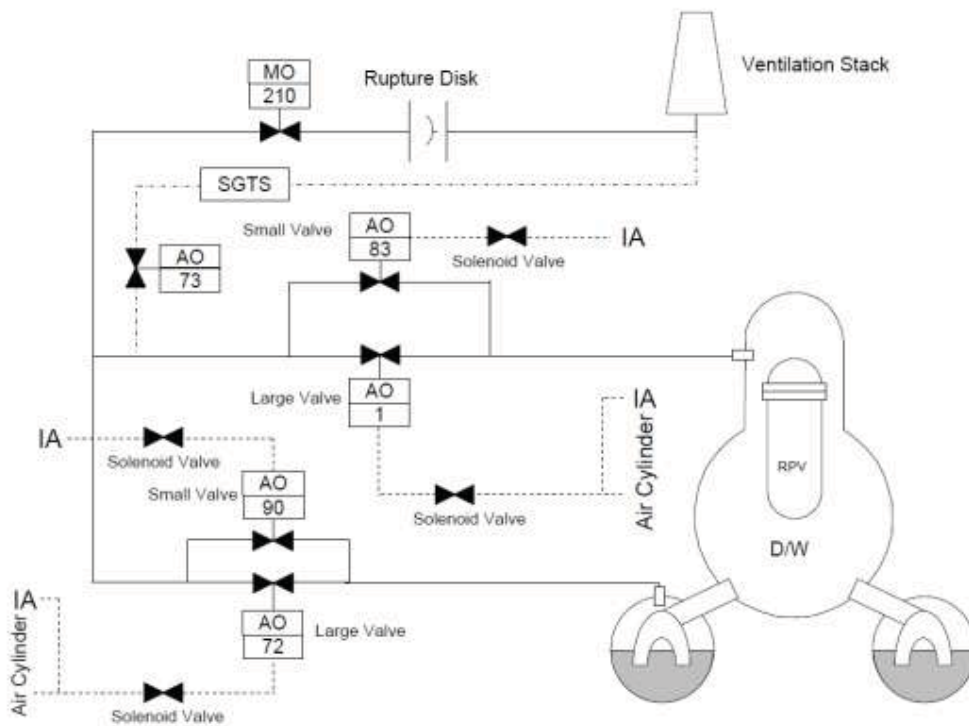 MO
210
Rupture Disk
Ventilation Stack
SGTS
Small Valve
AO
83
IA
Solenoid Valve
AO
73
Large Valve
AO
1
IA
Air Cylinder
Solenoid Valve
IA
Solenoid Valve
Small Valve
AO
90
RPV
D/W
IA
Air Cylinder
AO
72
Large Valve
Solenoid Valve